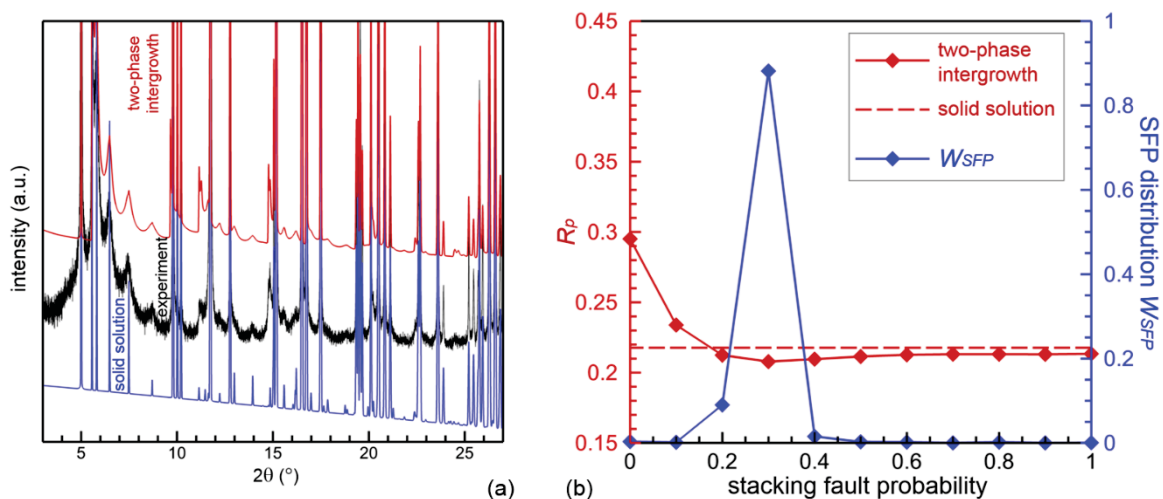 two-phase
intergrowth
experiment
solid solution
intensity (a.u.)
5
10
15
20
25
2θ (°)
(a)
0.45
0.4
0.35
0.3
0.25
0.2
0.15
Rp
two-phase
intergrowth
solid solution
WSFP
1
0.8
0.6
0.4
0.2
0
SFP distribution WSFP
0
0.2
0.4
0.6
0.8
1
stacking fault probability
(b)